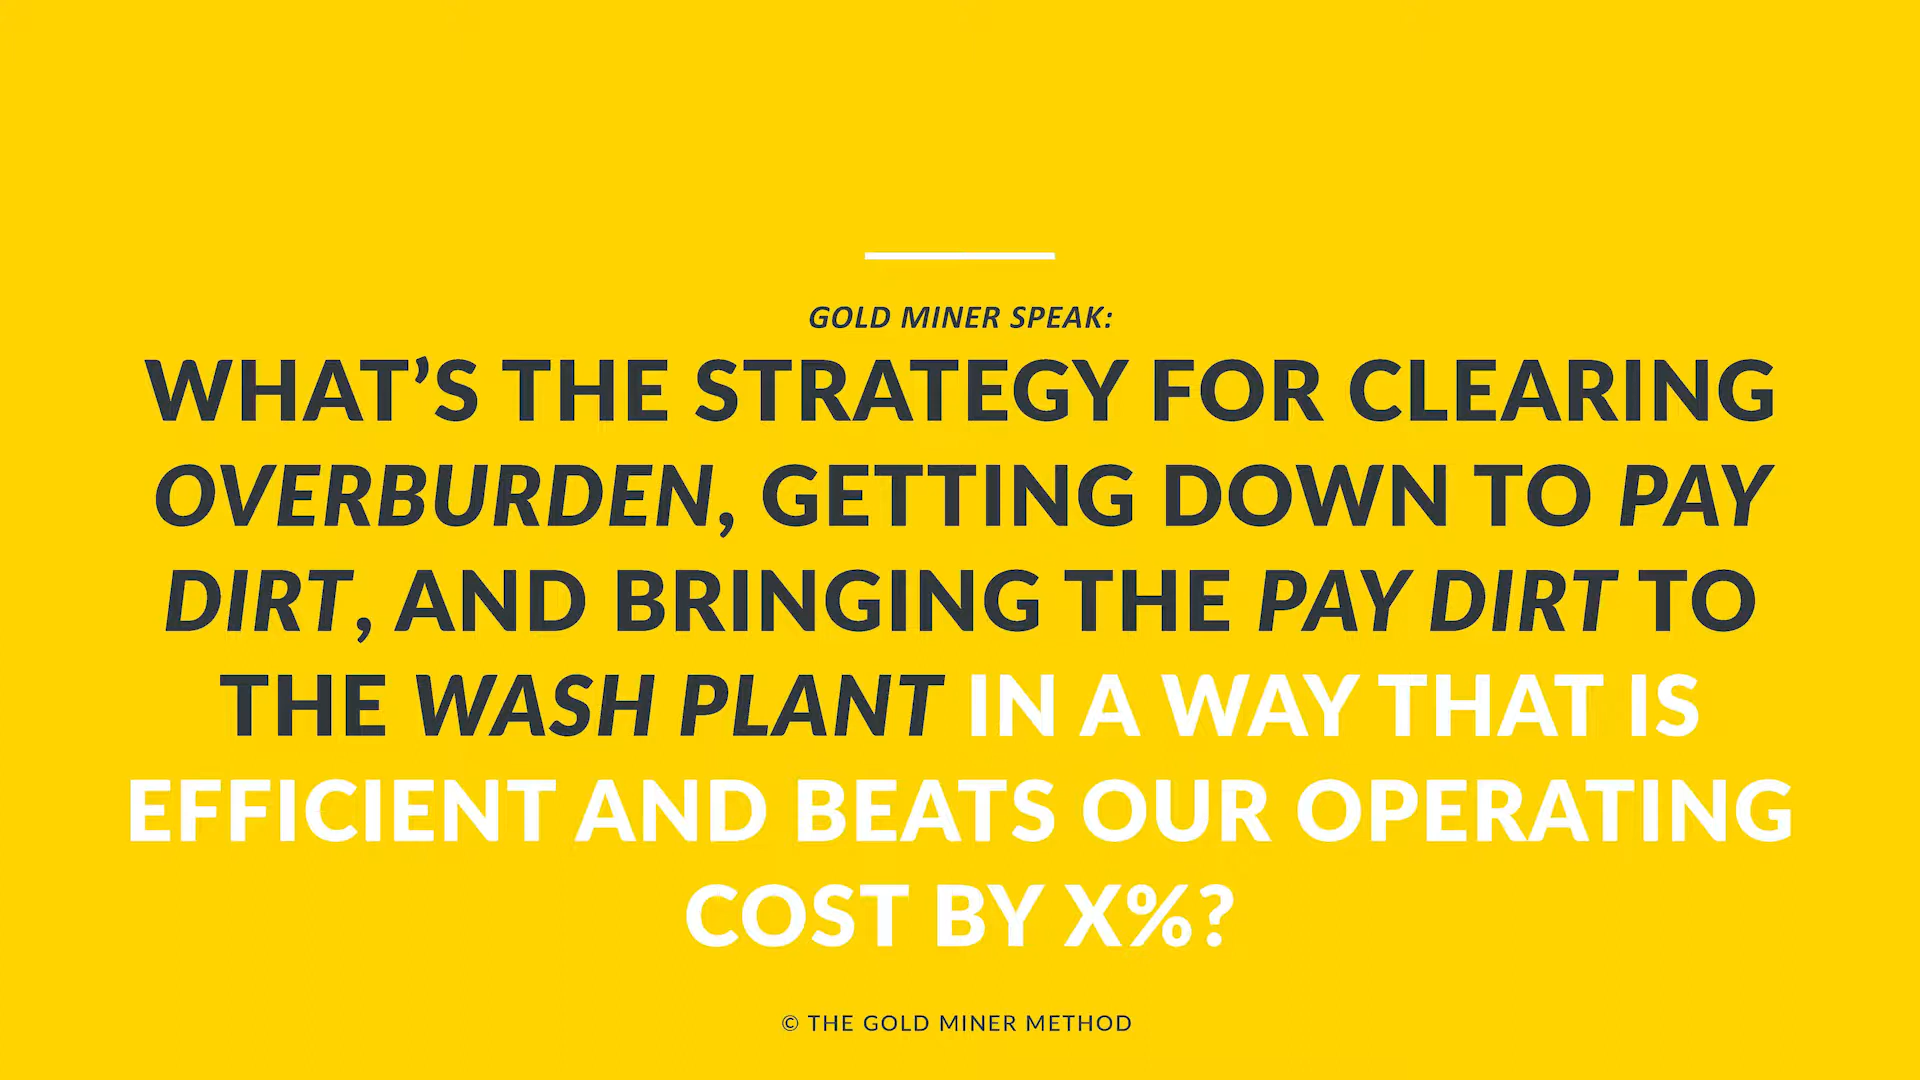 GOLD MINER SPEAK:
WHAT’S THE STRATEGY FOR CLEARING
OVERBURDEN, GETTING DOWN TO PAY
DIRT, AND BRINGING THE PAY DIRT TO
THE WASH PLANT IN A WAY THAT IS
EFFICIENT AND BEATS OUR OPERATING
COST BY X%?
© THE GOLD MINER METHOD